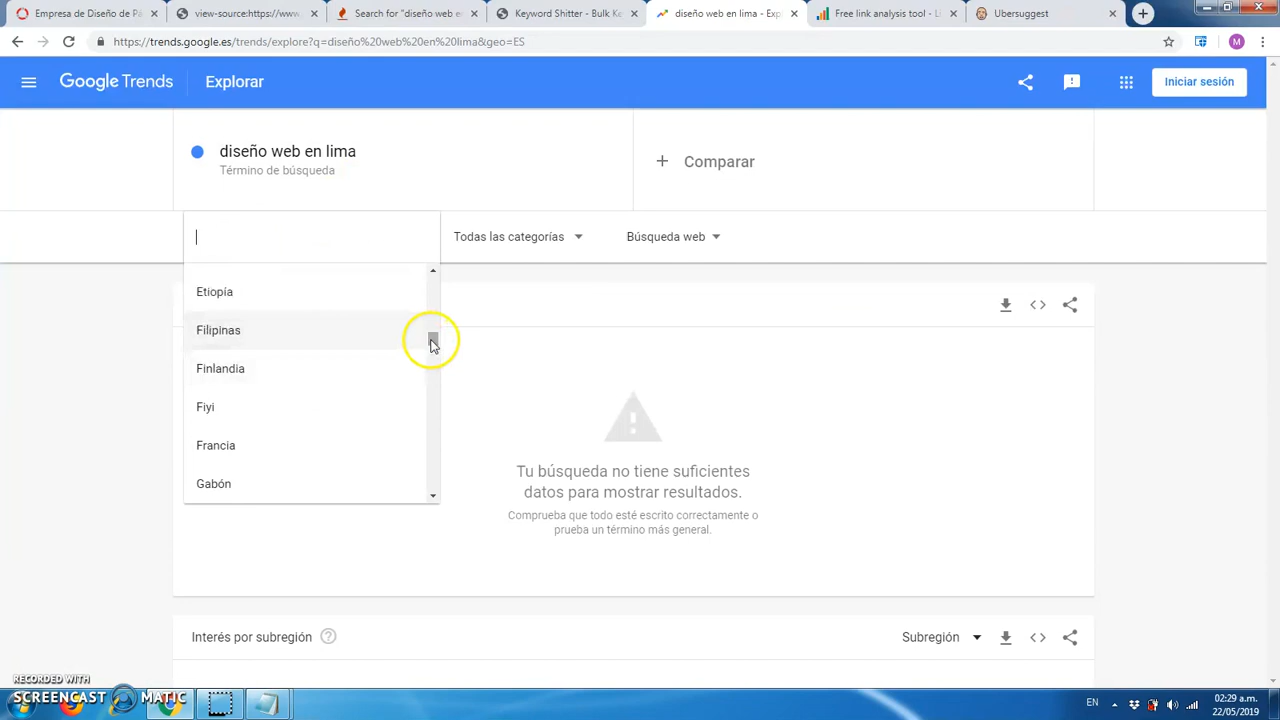 Empresa de Diseño de Pá
view-source:https://www.
Search for "diseño web en
Keywords Everywhere - Bulk Ke
diseño web en lima - Exp
Free link analysis tool - L
Ubersuggest
https://trends.google.es/trends/explore?q=diseño%20web%20en%20lima&geo=ES
M
Google Trends
Explorar
Iniciar sesión
diseño web en lima
Término de búsqueda
+ Comparar
Todas las categorías
Búsqueda web
Etiopía
Filipinas
Finlandia
Fiyi
Francia
Gabón
Tu búsqueda no tiene suficientes
datos para mostrar resultados.
Comprueba que todo esté escrito correctamente o
prueba un término más general.
Interés por subregión
Subregión
RECORDED WITH
SCREENCAST MATIC
EN
02:29 a.m.
22/05/2019